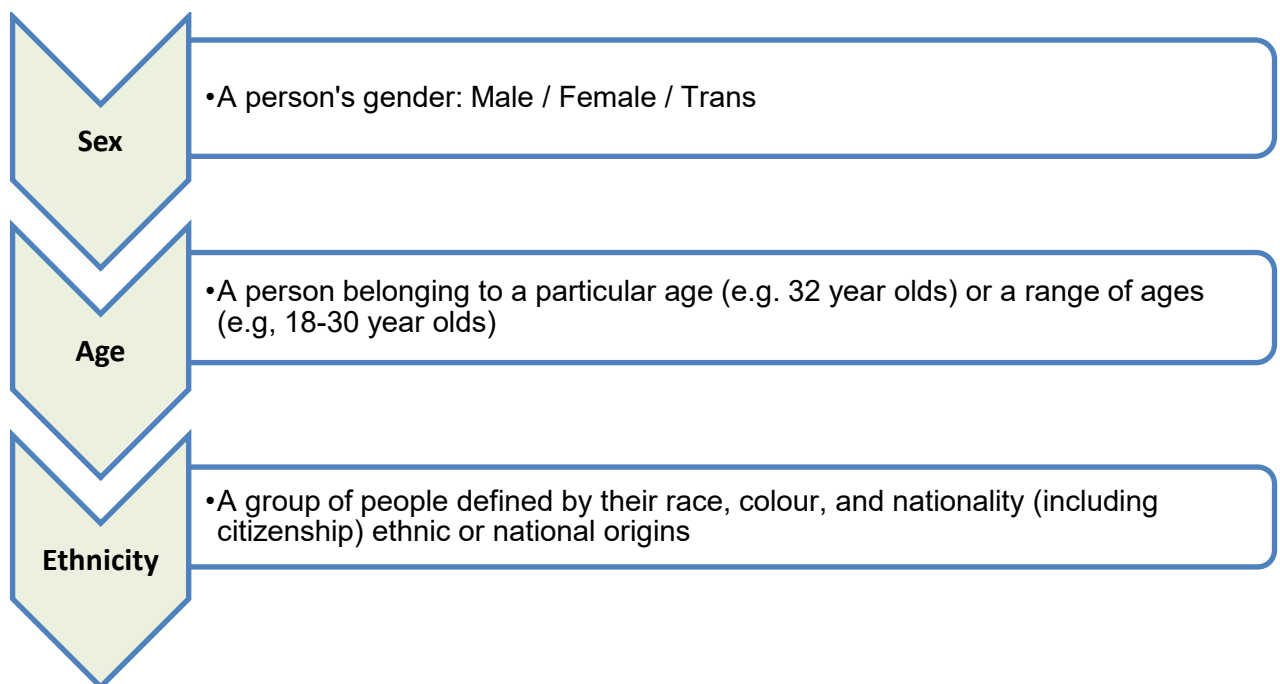 Sex
•A person's gender: Male / Female / Trans
Age
•A person belonging to a particular age (e.g. 32 year olds) or a range of ages
(e.g, 18-30 year olds)
Ethnicity
•A group of people defined by their race, colour, and nationality (including
citizenship) ethnic or national origins